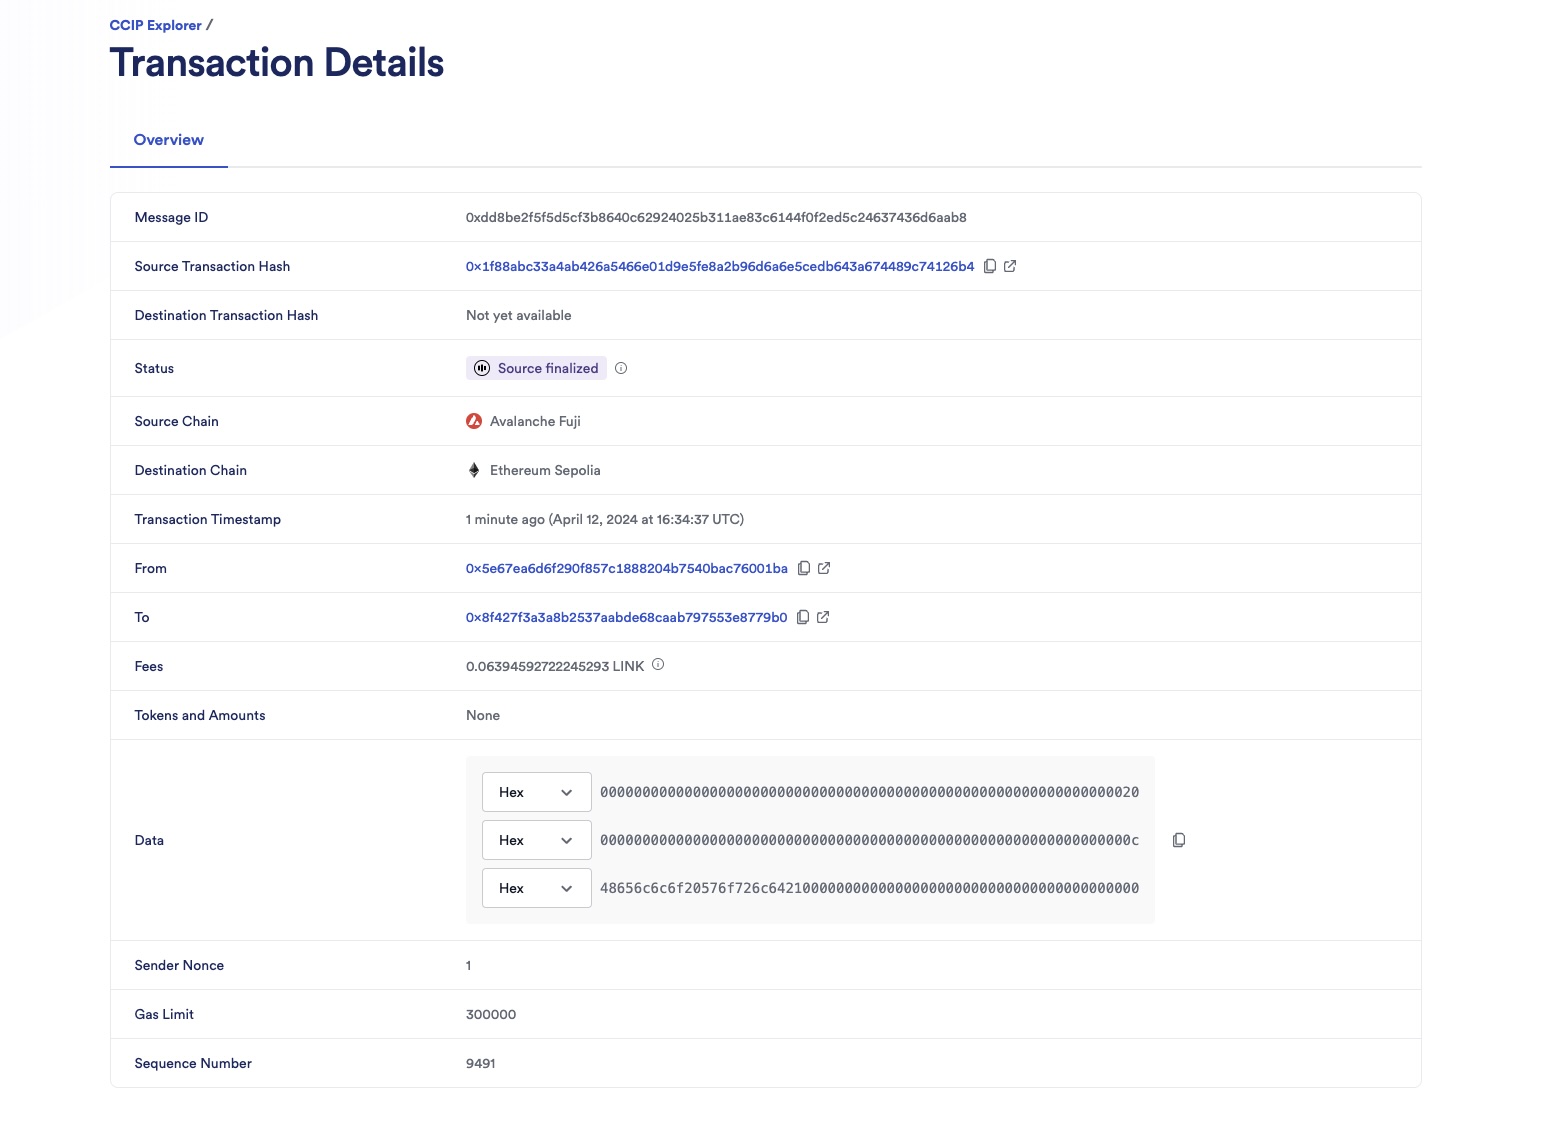 CCIP Explorer /
Transaction Details
Overview
Message ID 0xdd8be2f5f5d5cf3b8640c62924025b311ae83c6144f0f2ed5c24637436d6aab8
Source Transaction Hash 0x1f88abc33a4ab426a5466e01d9e5fe8a2b96d6a6e5cedb643a674489c74126b4
Destination Transaction Hash Not yet available
Status Source finalized
Source Chain Avalanche Fuji
Destination Chain Ethereum Sepolia
Transaction Timestamp 1 minute ago (April 12, 2024 at 16:34:37 UTC)
From 0x5e67ea6d6f290f857c1888204b7540bac76001ba
To 0x8f427f3a3a8b2537aabde68caab797553e8779b0
Fees 0.06394592722245293 LINK
Tokens and Amounts None
Hex 0000000000000000000000000000000000000000000000000000000000000020
Data Hex 000000000000000000000000000000000000000000000000000000000000000c
Hex 48656c6c6f20576f726c64210000000000000000000000000000000000000000
Sender Nonce 1
Gas Limit 300000
Sequence Number 9491